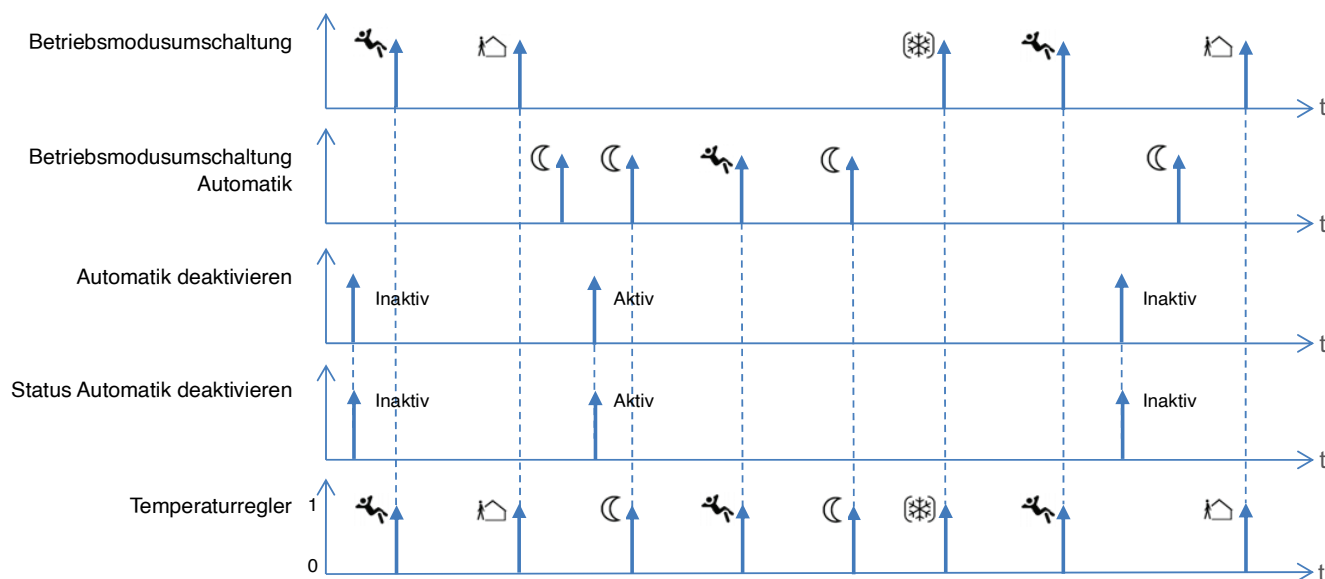 Betriebsmodusumschaltung
t
Betriebsmodusumschaltung
Automatik
t
Automatik deaktivieren
Inaktiv
Aktiv
Inaktiv
t
Status Automatik deaktivieren
Inaktiv
Aktiv
Inaktiv
t
Temperaturregler
1
0
t